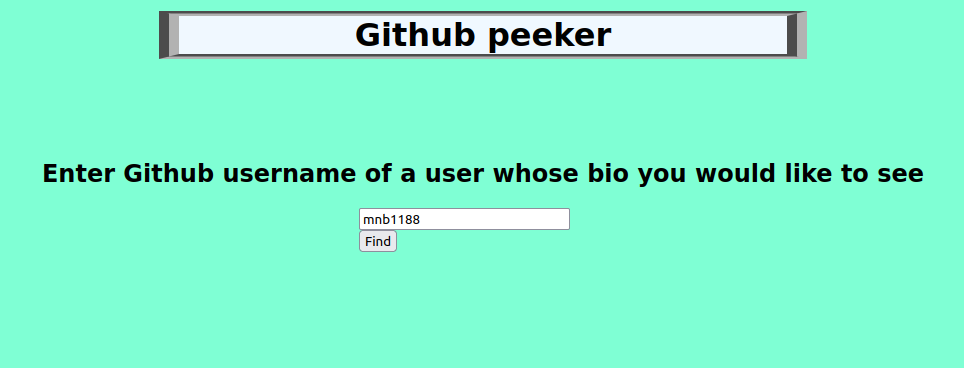 Github peeker
Enter Github username of a user whose bio you would like to see
mnb1188
Find